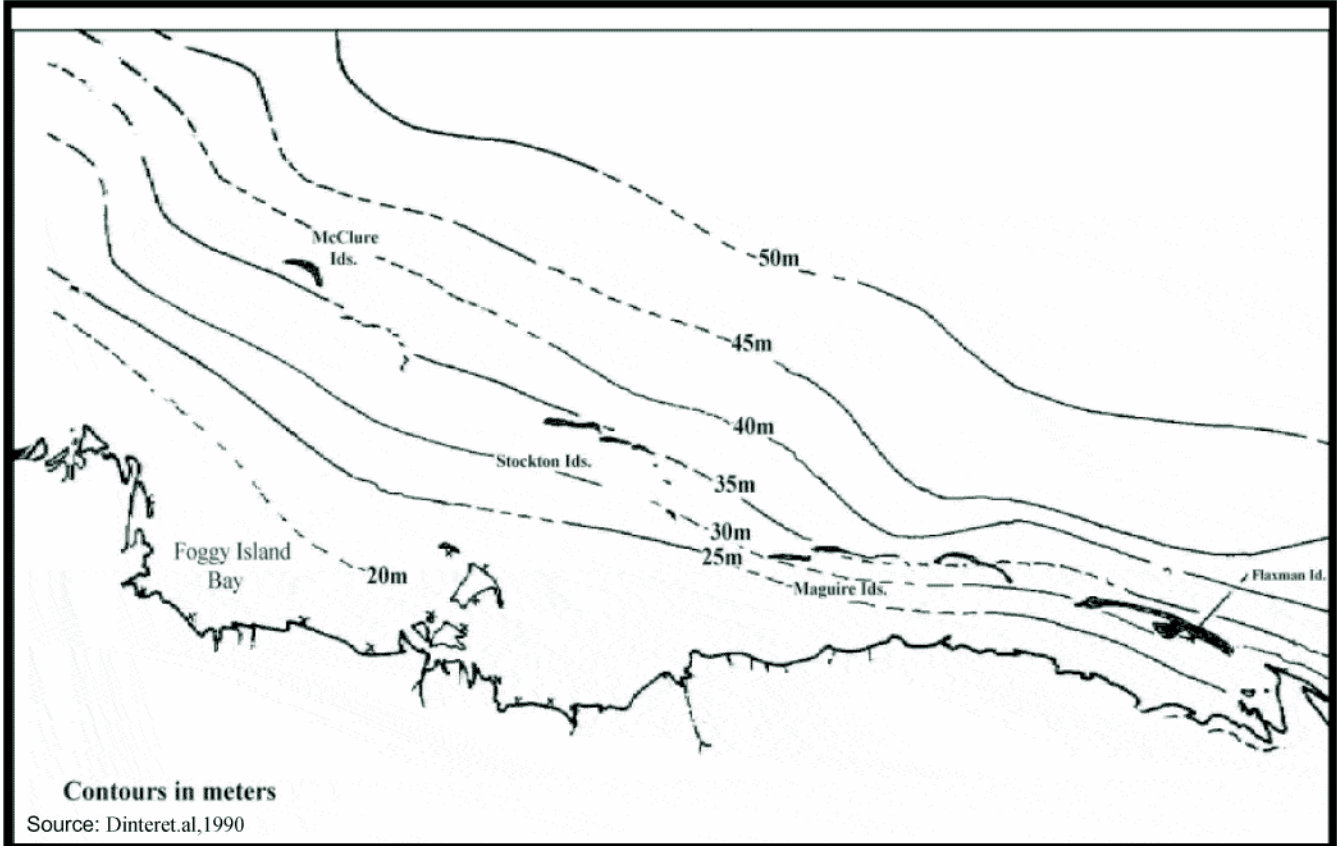 McClure
Ids.
50m
45m
40m
Stockton Ids.
35m
30m
25m
Foggy Island
Bay
20m
Maguire Ids.
Flaxman Id.
Contours in meters
Source: Dinteret.al,1990